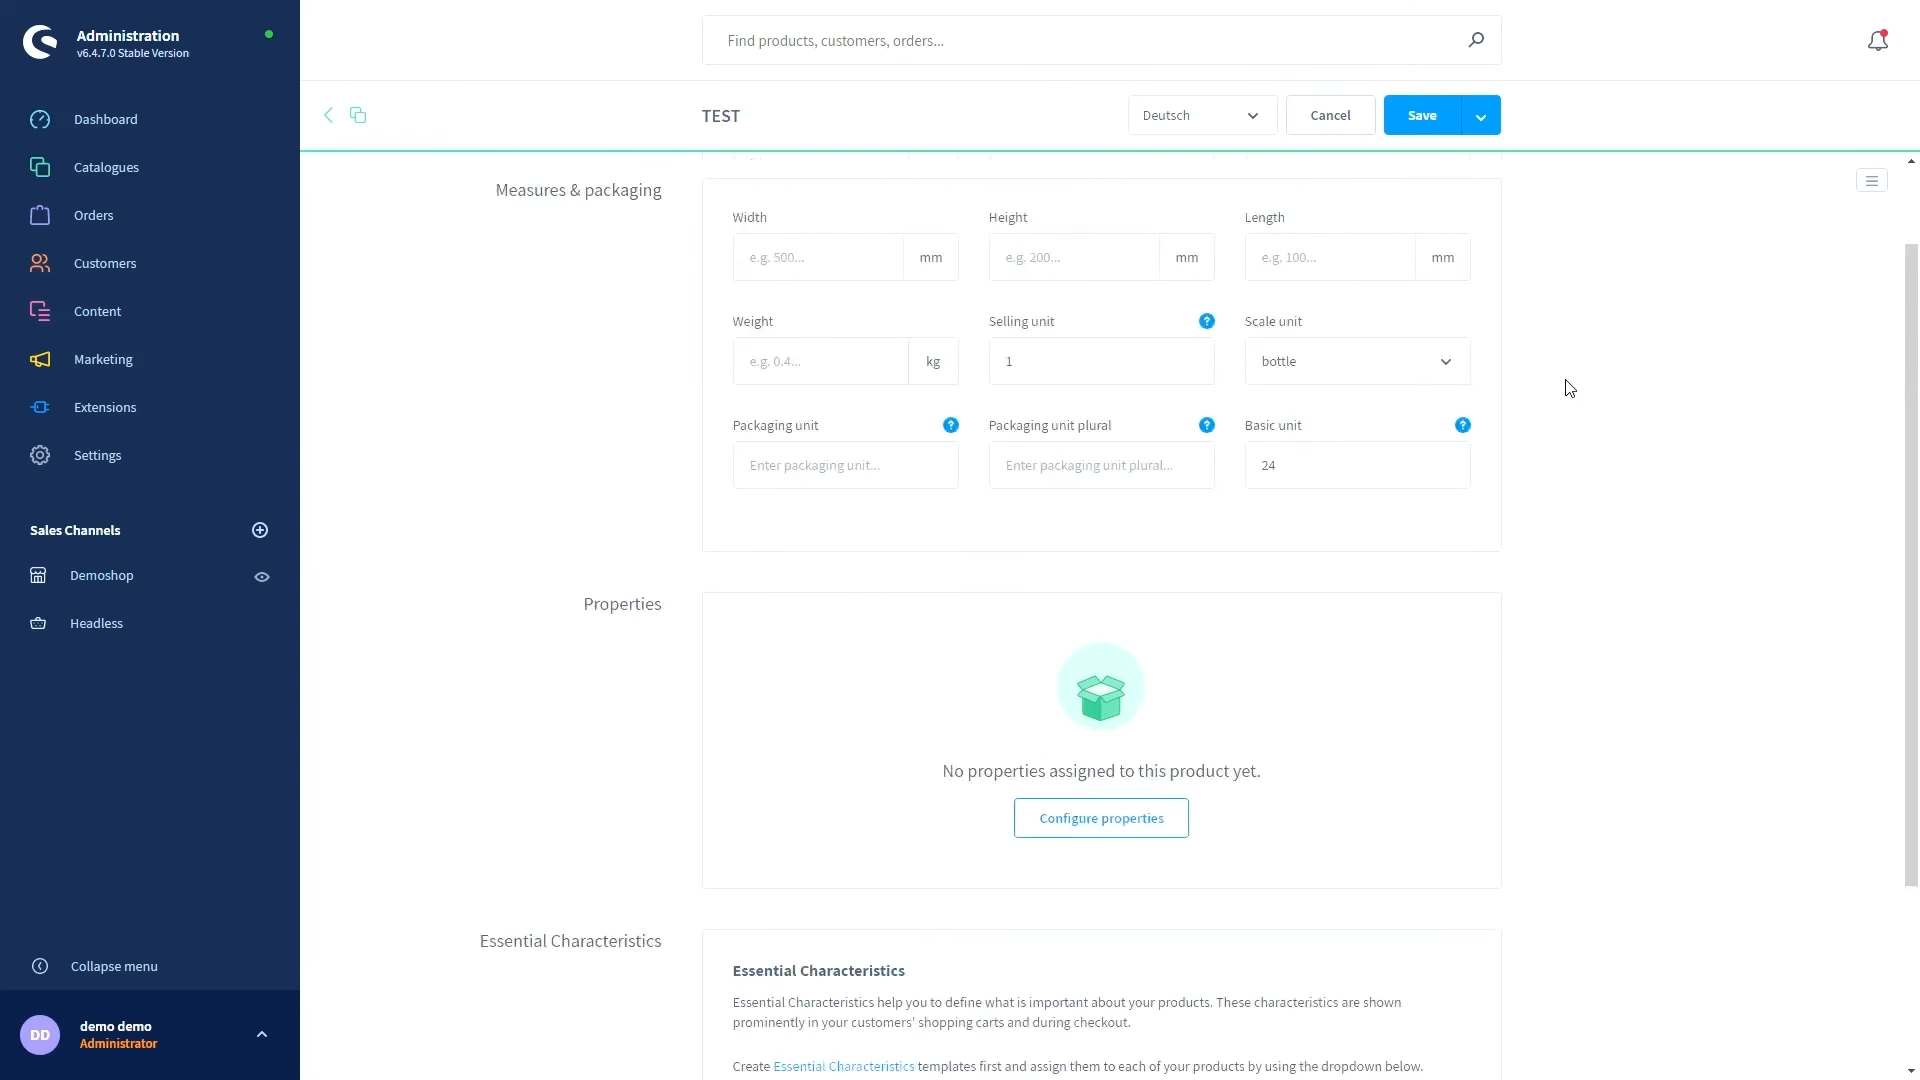 Administration
v6.4.7.0 Stable Version
Find products, customers, orders...
TEST
Deutsch
Cancel
Save
Dashboard
Catalogues
Orders
Customers
Content
Marketing
Extensions
Settings
Sales Channels
Demoshop
Headless
Collapse menu
DD
demo demo
Administrator
Measures & packaging
Width
Height
Length
e.g. 500...
mm
e.g. 200...
mm
e.g. 100...
mm
Weight
Selling unit
?
Scale unit
e.g. 0.4...
kg
1
bottle
Packaging unit
?
Packaging unit plural
?
Basic unit
?
Enter packaging unit...
Enter packaging unit plural...
24
Properties
No properties assigned to this product yet.
Configure properties
Essential Characteristics
Essential Characteristics
Essential Characteristics help you to define what is important about your products. These characteristics are shown
prominently in your customers' shopping carts and during checkout.
Create Essential Characteristics templates first and assign them to each of your products by using the dropdown below.